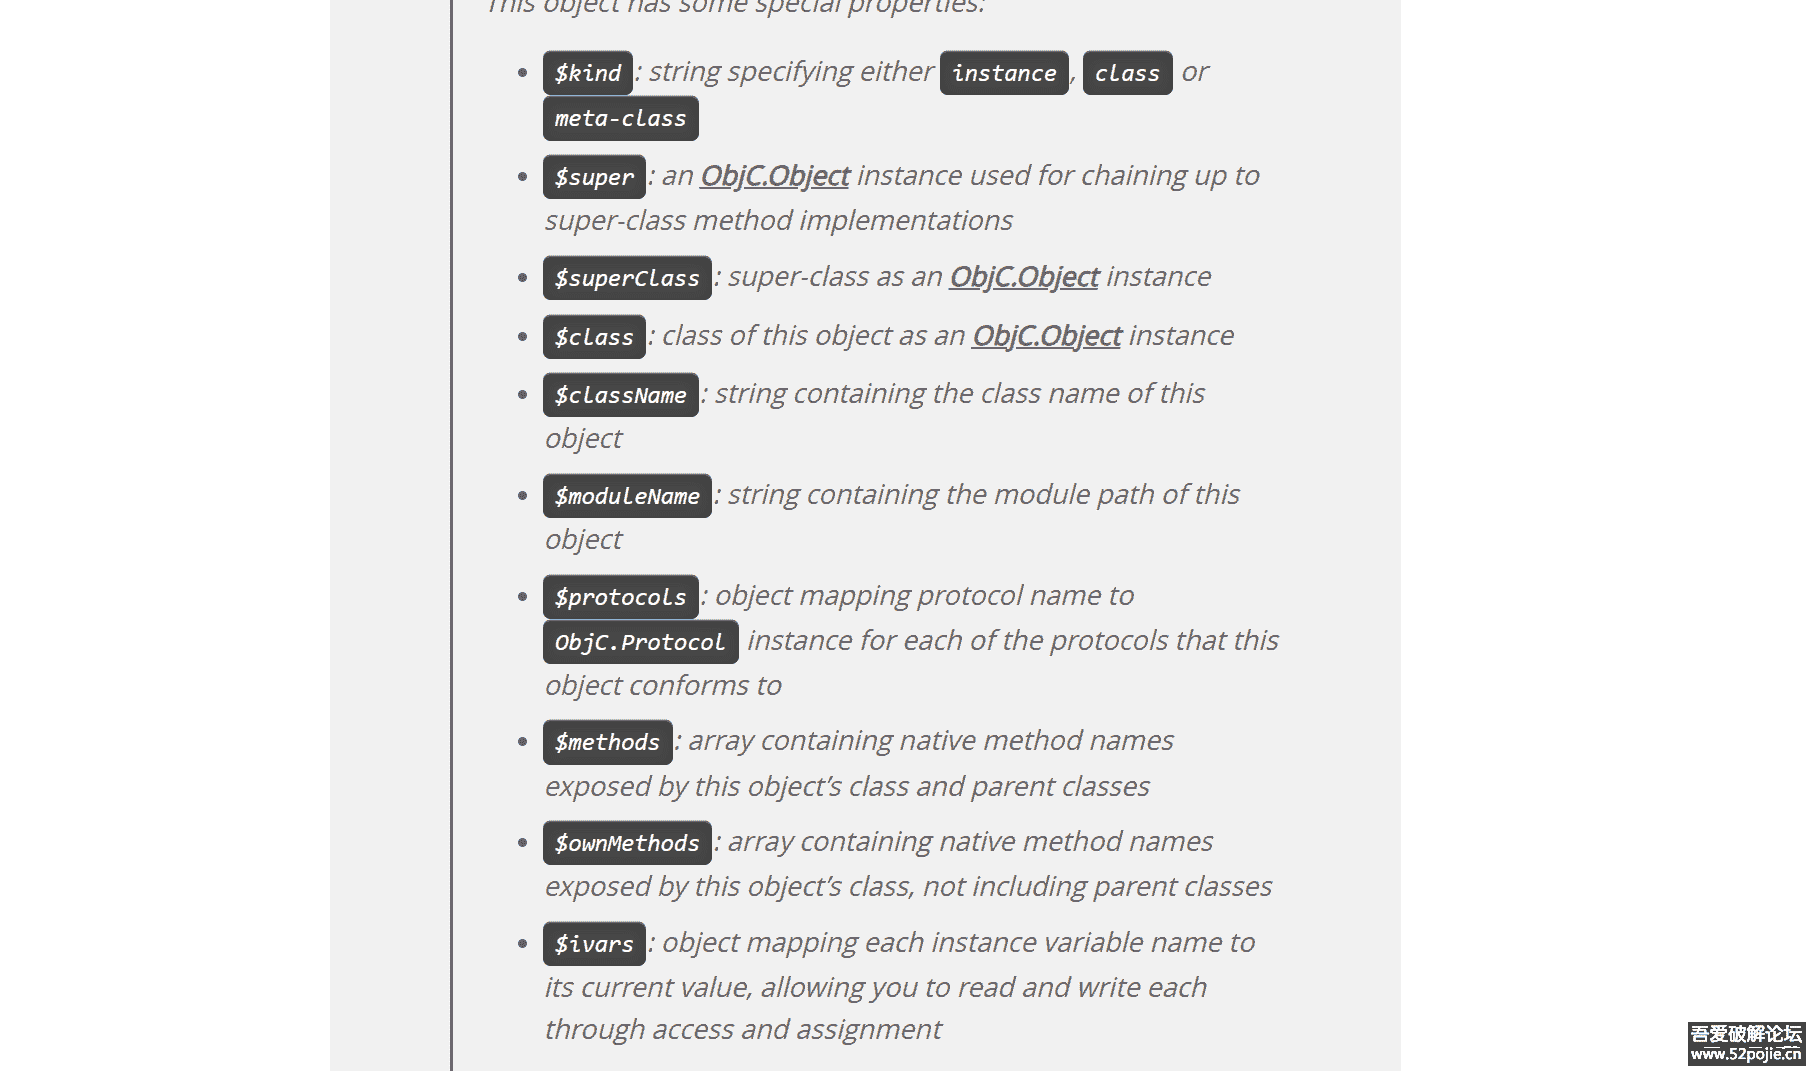 This object has some special properties:
$kind: string specifying either instance, class or
meta-class
$super: an ObjC.Object instance used for chaining up to
super-class method implementations
$superClass: super-class as an ObjC.Object instance
$class: class of this object as an ObjC.Object instance
$className: string containing the class name of this
object
$moduleName: string containing the module path of this
object
$protocols: object mapping protocol name to
ObjC.Protocol instance for each of the protocols that this
object conforms to
$methods: array containing native method names
exposed by this object’s class and parent classes
$ownMethods: array containing native method names
exposed by this object’s class, not including parent classes
$ivars: object mapping each instance variable name to
its current value, allowing you to read and write each
through access and assignment
吾爱破解论坛
www.52pojie.cn